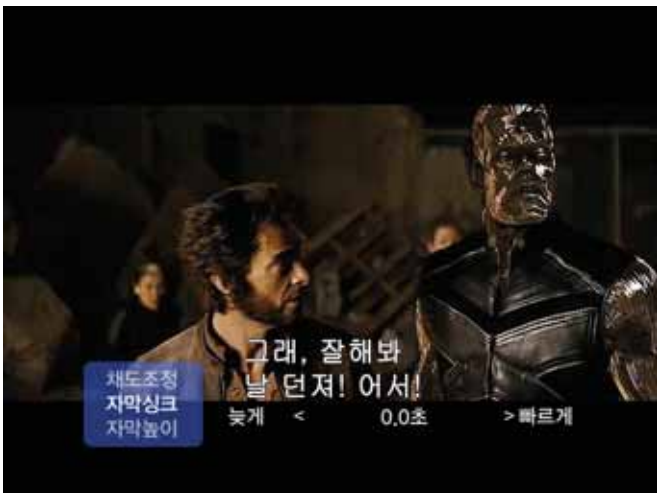 그래, 잘해봐
날 던져! 어서!
채도조정
자막싱크
자막높이
늦게 < 0.0초 > 빠르게